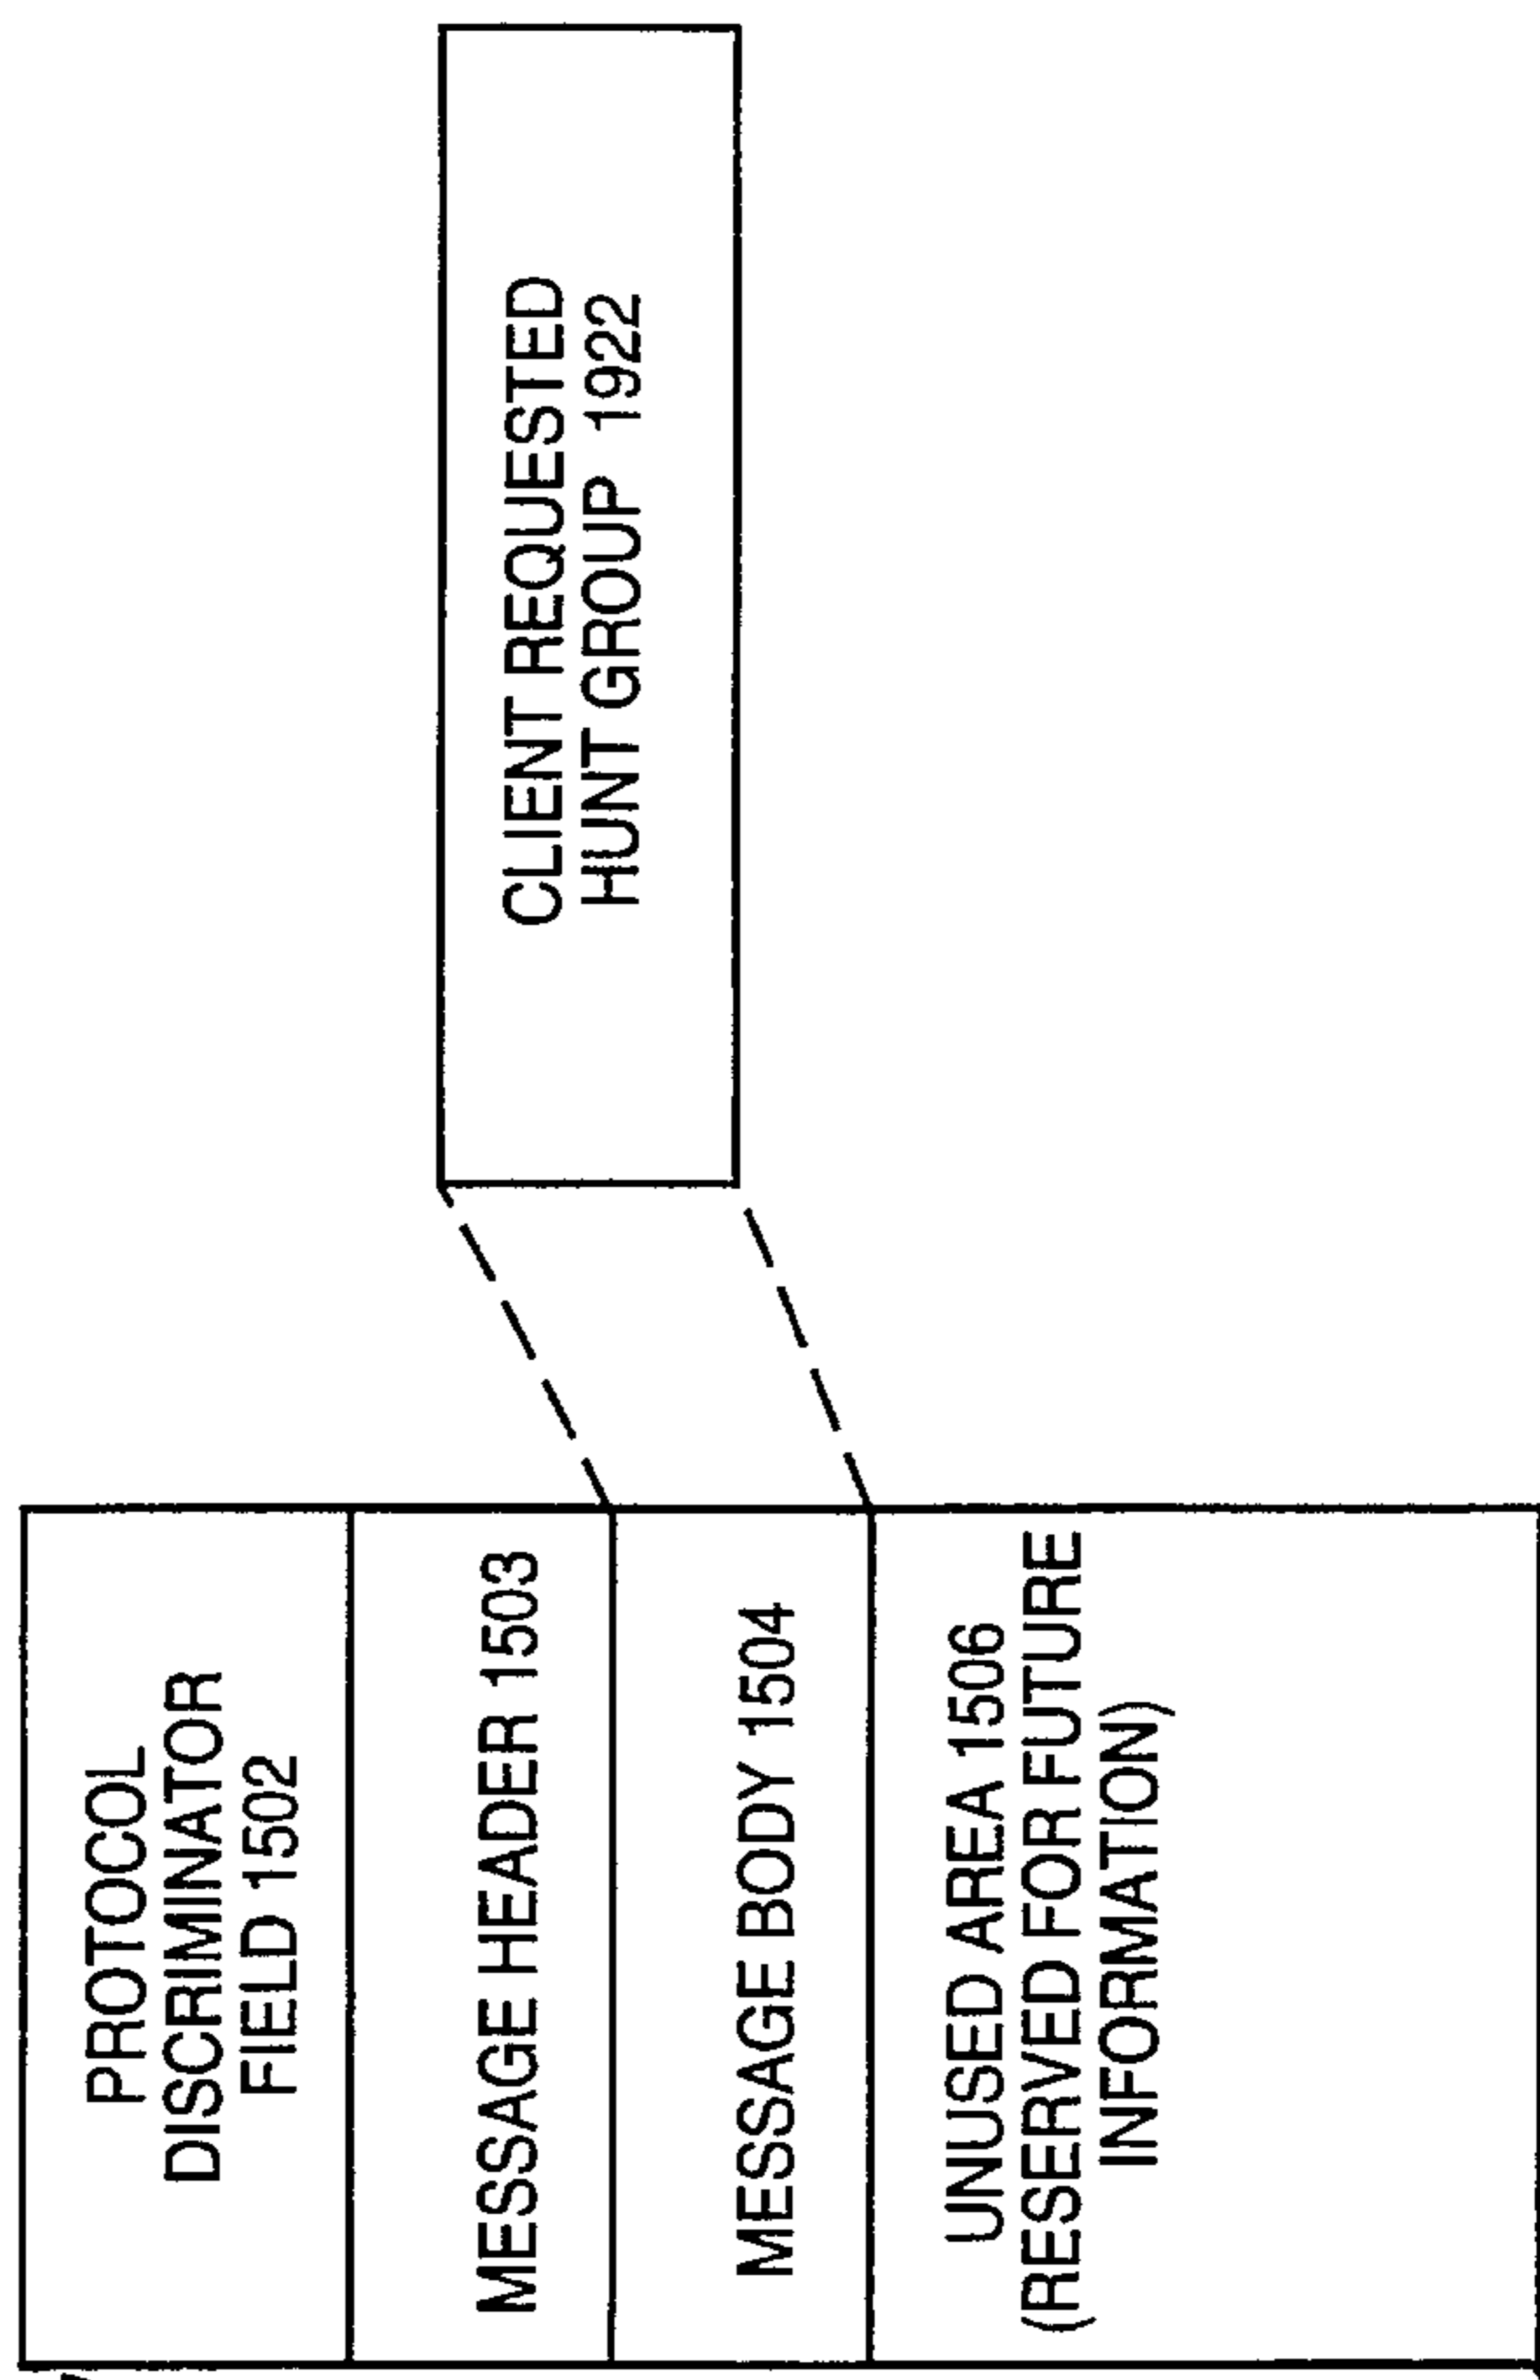 PROTOCOL
DISCRIMINATOR
FIELD 1502
MESSAGE HEADER 1503
MESSAGE BODY 1504
UNUSED AREA 1506
(RESERVED FOR FUTURE
INFORMATION)
CLIENT REQUESTED
HUNT GROUP 1922